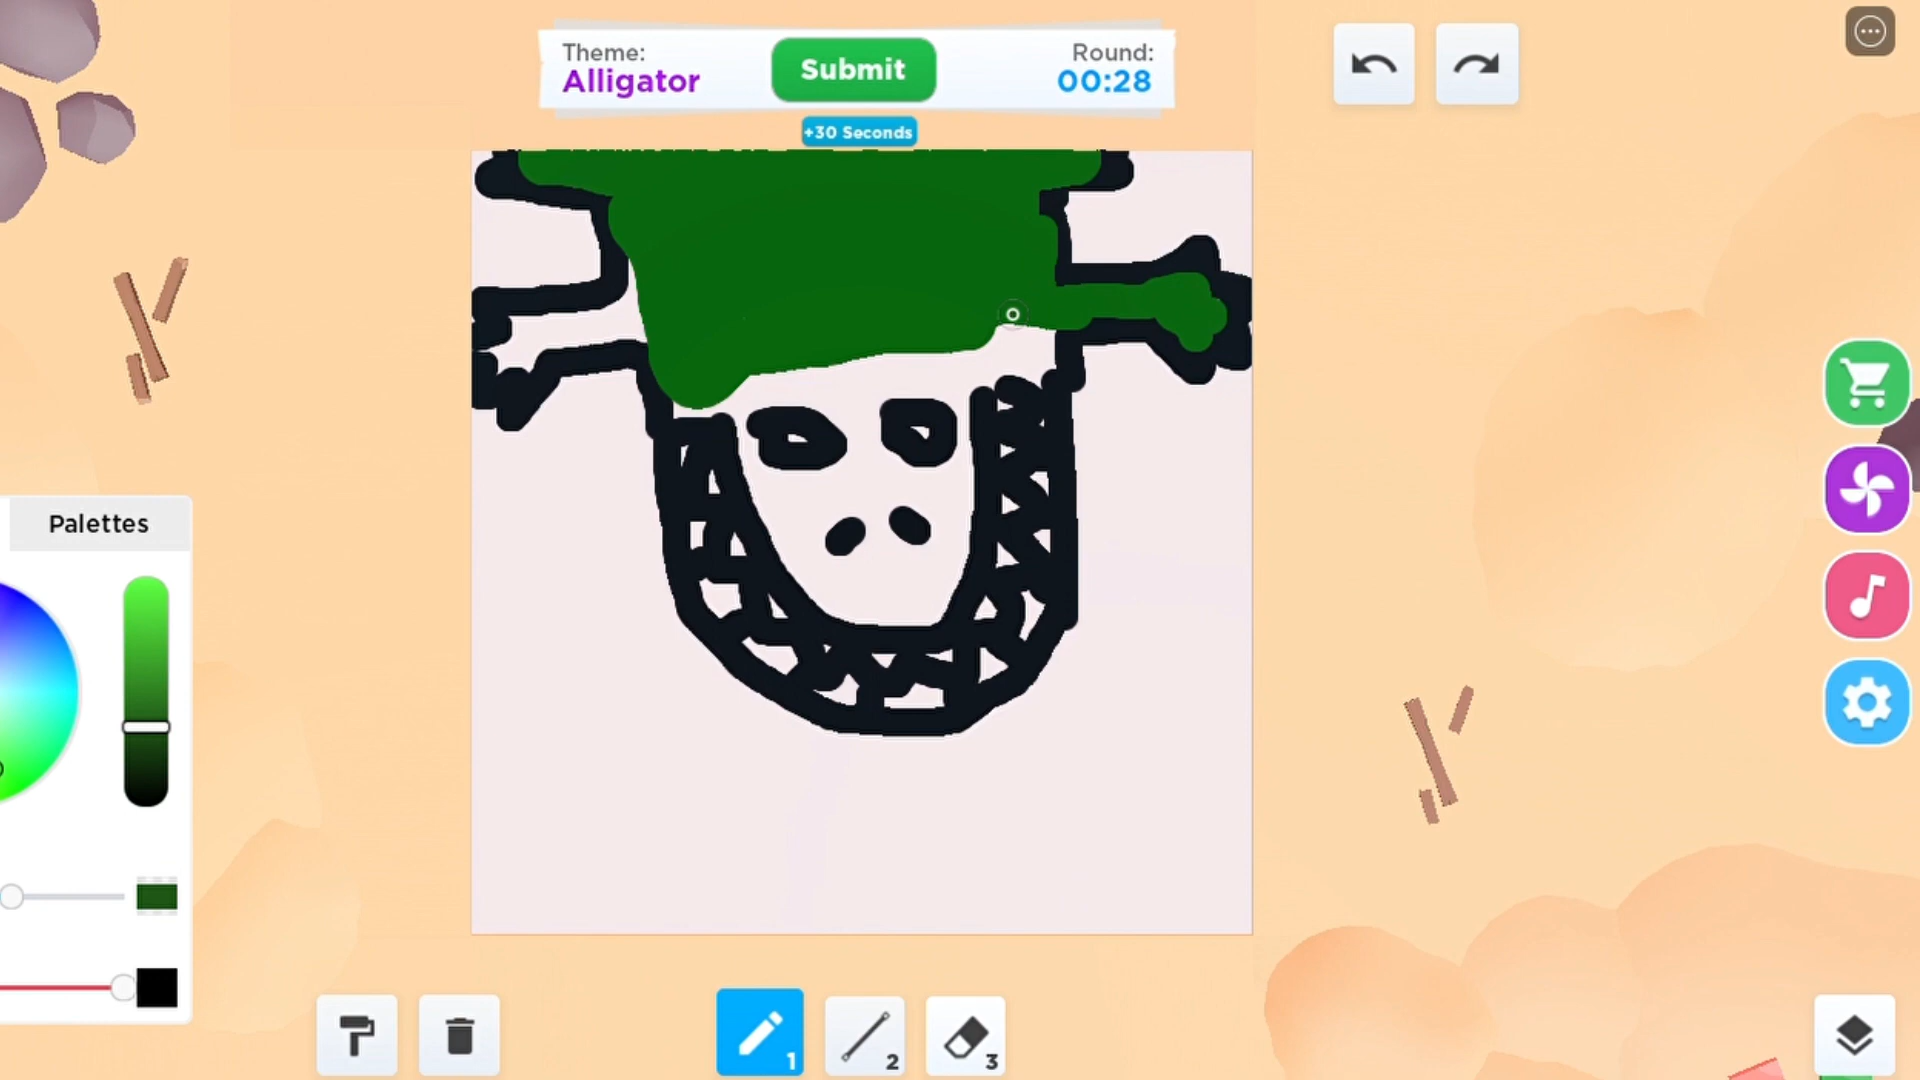 Theme:
Alligator
Submit
Round:
00:28
+30 Seconds
Palettes
1
2
3